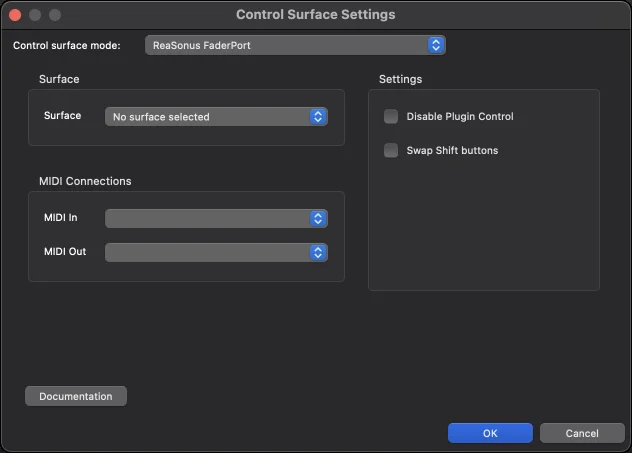 Control Surface Settings
Control surface mode: ReaSonus FaderPort
Surface
Surface No surface selected
MIDI Connections
MIDI In
MIDI Out
Settings
Disable Plugin Control
Swap Shift buttons
Documentation
OK Cancel